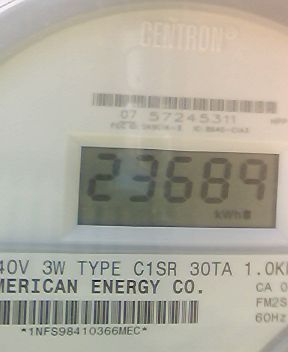 CENTRON
07 57245311
23689
kWh
40V 3W TYPE C1SR 30TA 1.0K
MERICAN ENERGY CO.
CA 0
FM2S
60Hz
*1NFS98410366MEC*